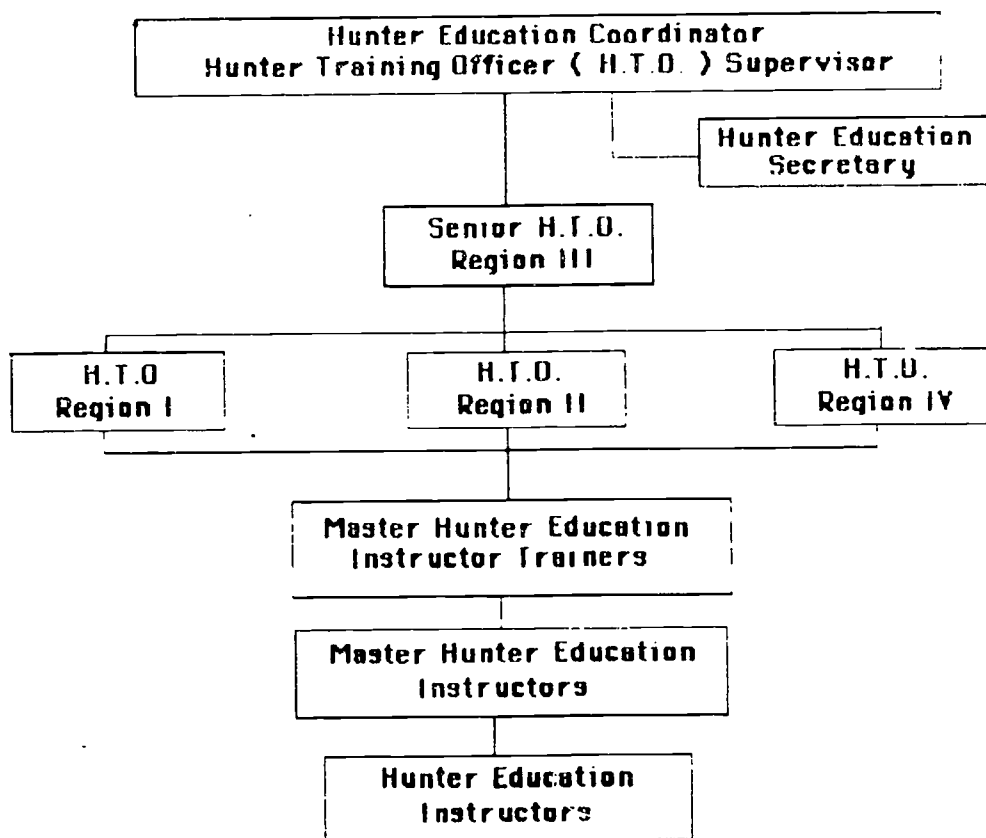 Hunter Education Coordinator
Hunter Training Officer ( H.T.O. ) Supervisor
Hunter Education
Secretary
Senior H.T.O.
Region III
H.T.O
Region I
H.T.O.
Region II
H.T.O.
Region IV
Master Hunter Education
Instructor Trainers
Master Hunter Education
Instructors
Hunter Education
Instructors